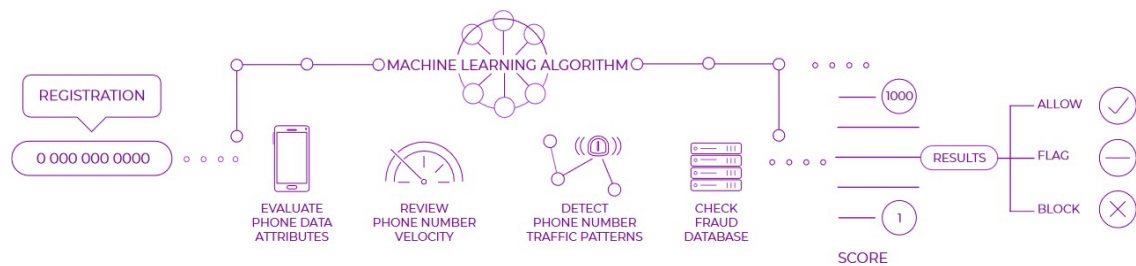 REGISTRATION
0 000 000 0000
MACHINE LEARNING ALGORITHM
EVALUATE
PHONE DATA
ATTRIBUTES
REVIEW
PHONE NUMBER
VELOCITY
DETECT
PHONE NUMBER
TRAFFIC PATTERNS
CHECK
FRAUD
DATABASE
1000
1
SCORE
RESULTS
ALLOW
FLAG
BLOCK